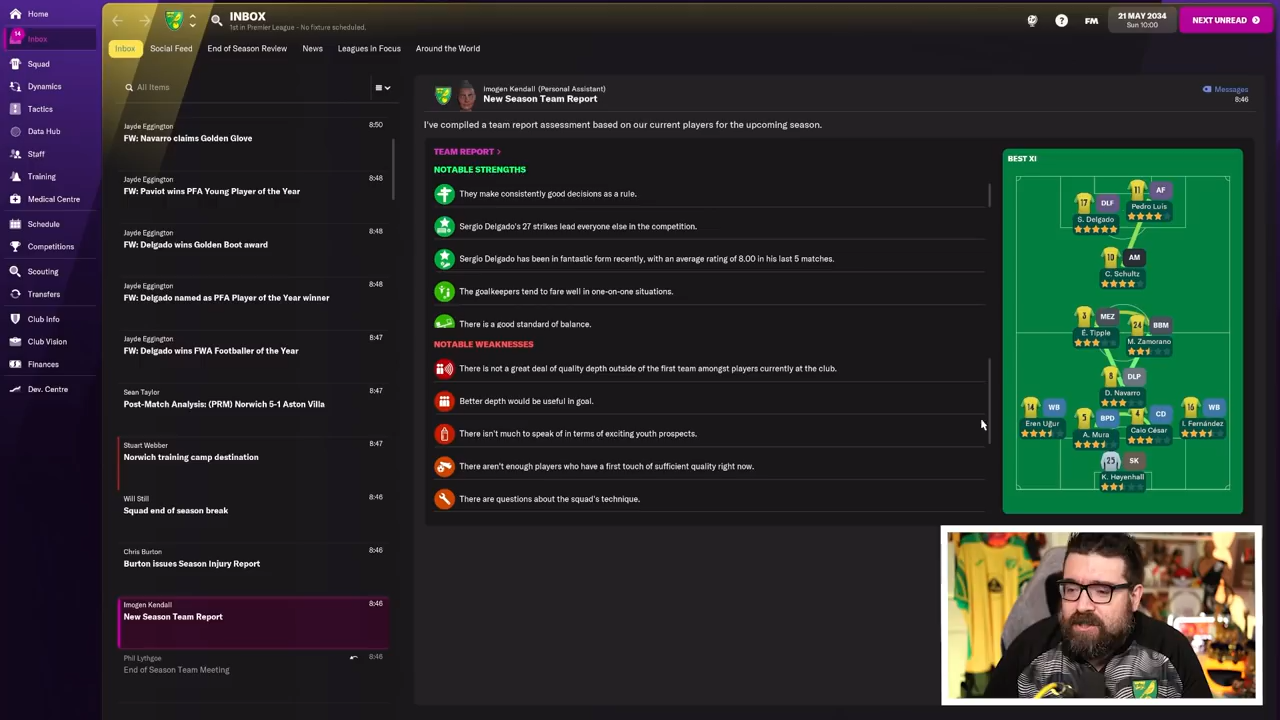 Home
14
Inbox
Squad
Dynamics
Tactics
Data Hub
Staff
Training
Medical Centre
Schedule
Competitions
Scouting
Transfers
Club Info
Club Vision
Finances
Dev. Centre
INBOX
1st in Premier League - No fixture scheduled.
FM
21 MAY 2034
Sun 10:00
NEXT UNREAD
Inbox
Social Feed
End of Season Review
News
Leagues in Focus
Around the World
All Items
Jayde Eggington
8:50
FW: Navarro claims Golden Glove
Jayde Eggington
8:48
FW: Paviot wins PFA Young Player of the Year
Jayde Eggington
8:48
FW: Delgado wins Golden Boot award
Jayde Eggington
8:48
FW: Delgado named as PFA Player of the Year winner
Jayde Eggington
8:47
FW: Delgado wins FWA Footballer of the Year
Sean Taylor
8:47
Post-Match Analysis: (PRM) Norwich 5-1 Aston Villa
Stuart Webber
8:47
Norwich training camp destination
Will Still
8:46
Squad end of season break
Chris Burton
8:46
Burton issues Season Injury Report
Imogen Kendall
8:46
New Season Team Report
Phil Lythgoe
8:46
End of Season Team Meeting
Imogen Kendall (Personal Assistant)
New Season Team Report
Messages
8:46
I've compiled a team report assessment based on our current players for the upcoming season.
TEAM REPORT >
NOTABLE STRENGTHS
They make consistently good decisions as a rule.
Sergio Delgado's 27 strikes lead everyone else in the competition.
Sergio Delgado has been in fantastic form recently, with an average rating of 8.00 in his last 5 matches.
The goalkeepers tend to fare well in one-on-one situations.
There is a good standard of balance.
NOTABLE WEAKNESSES
There is not a great deal of quality depth outside of the first team amongst players currently at the club.
Better depth would be useful in goal.
There isn't much to speak of in terms of exciting youth prospects.
There aren't enough players who have a first touch of sufficient quality right now.
There are questions about the squad's technique.
BEST XI
11 AF
Pedro Luis
17 DLF
S. Delgado
10 AM
C. Schultz
3 MEZ
É. Tipple
24 BBM
M. Zamorano
8 DLP
D. Navarro
14 WB
Eren Uğur
5 BPD
A. Mura
4 CD
Caio César
16 WB
I. Fernández
25 SK
K. Høyenhall